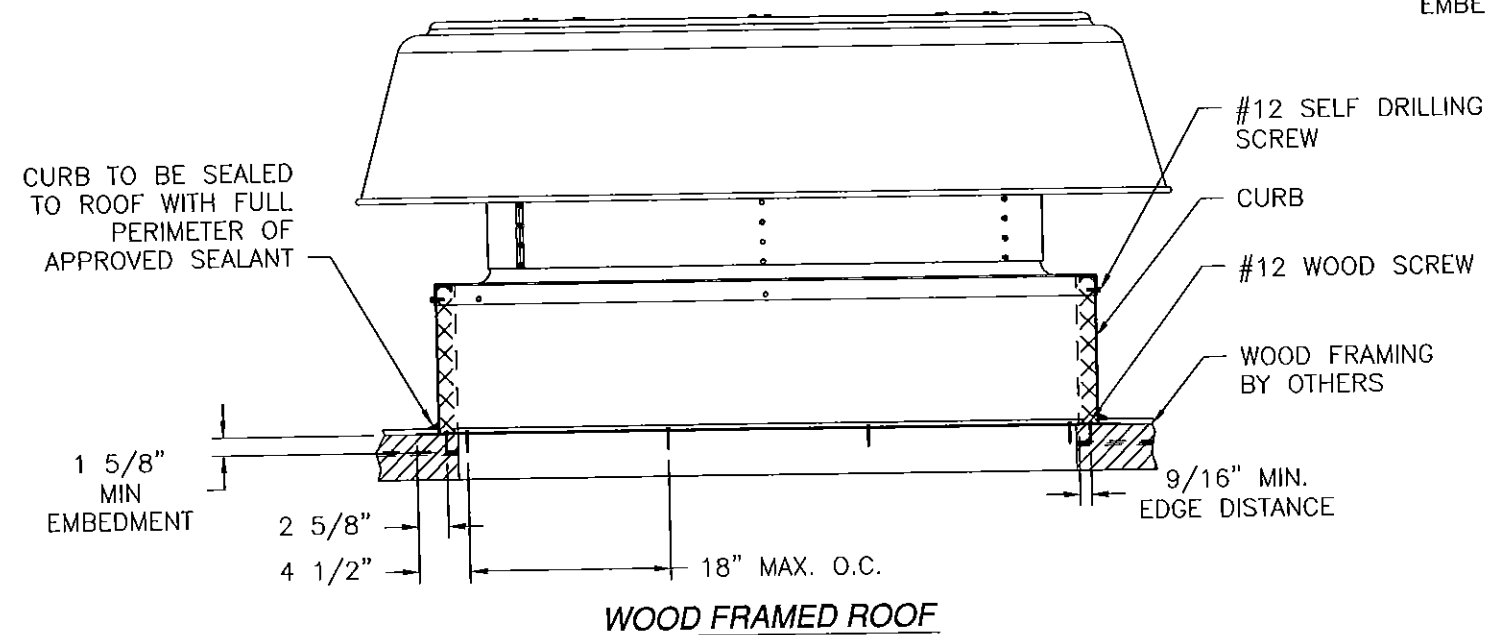 EMBE
#12 SELF DRILLING
SCREW
CURB TO BE SEALED
TO ROOF WITH FULL
PERIMETER OF
APPROVED SEALANT
CURB
#12 WOOD SCREW
WOOD FRAMING
BY OTHERS
1 5/8"
MIN
EMBEDMENT
9/16" MIN.
EDGE DISTANCE
2 5/8"
4 1/2"
18" MAX. O.C.
WOOD FRAMED ROOF